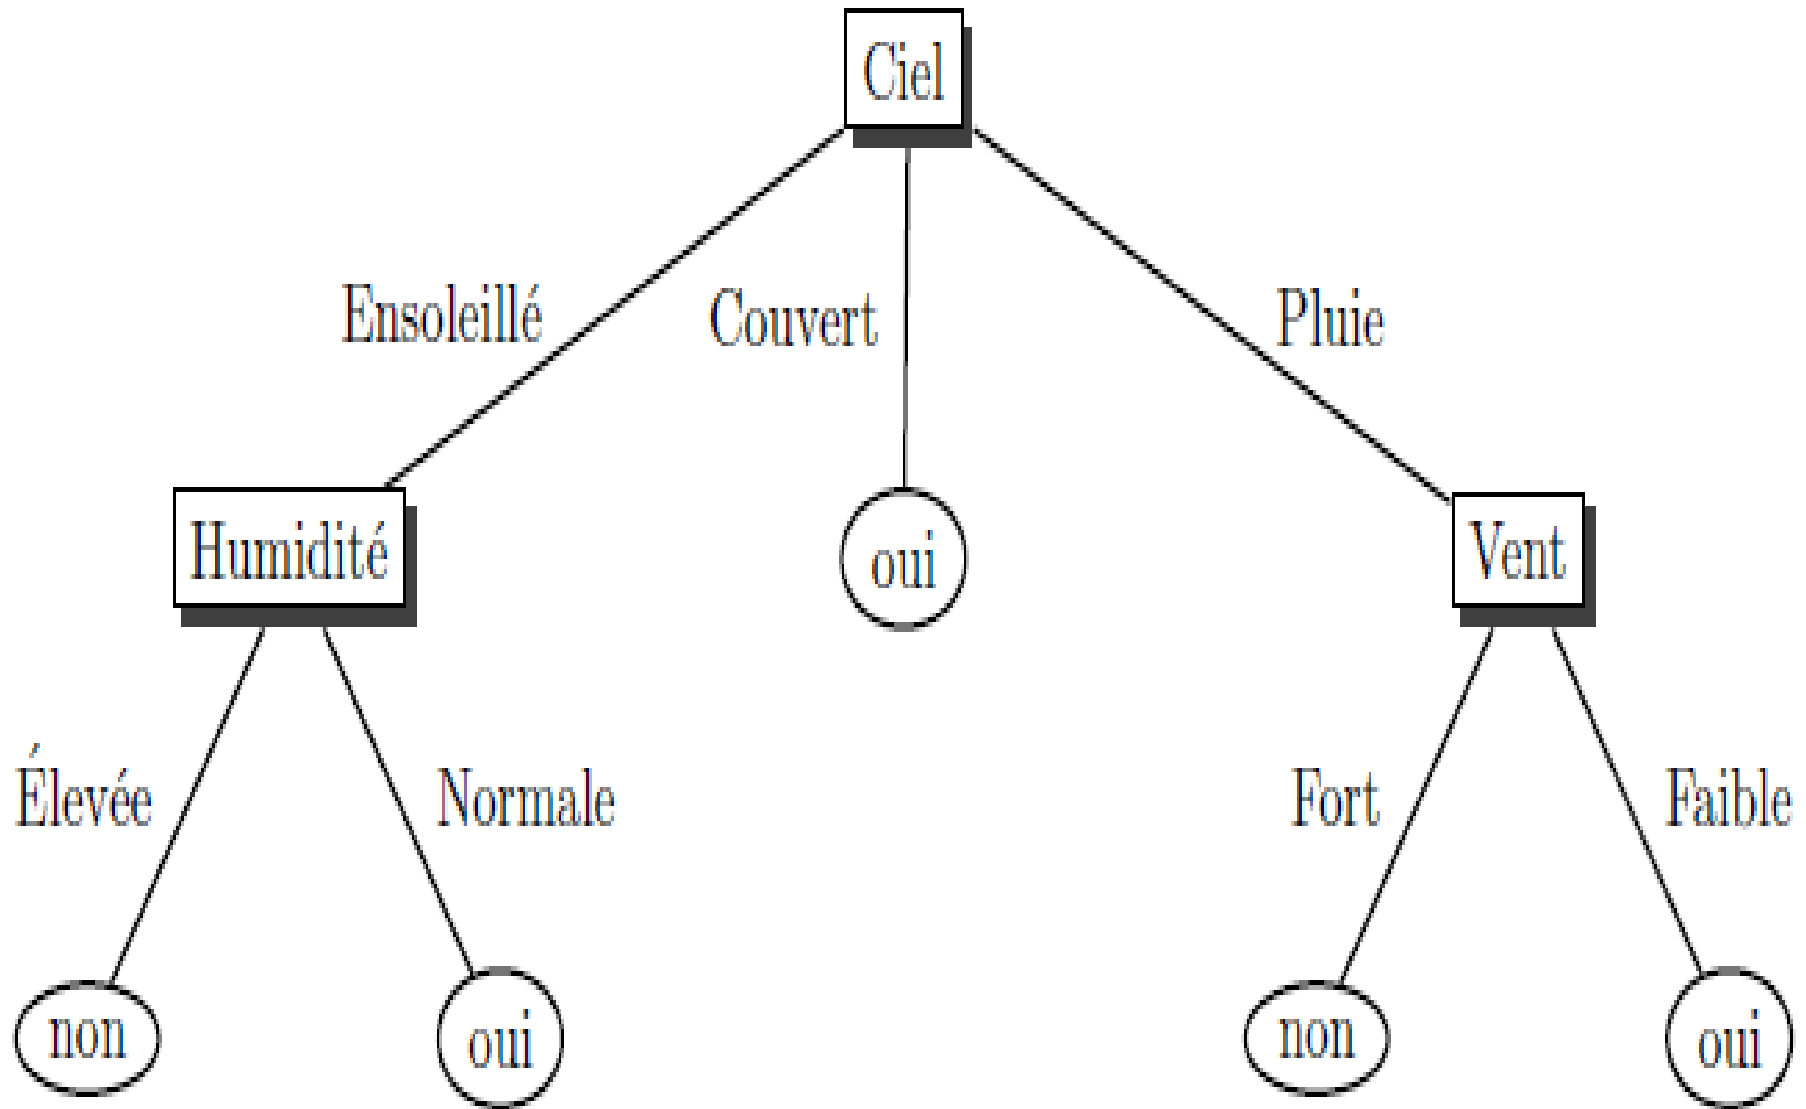 Ciel
Ensoleillé
Couvert
Pluie
Humidité
oui
Vent
Élevée
Normale
Fort
Faible
non
oui
non
oui